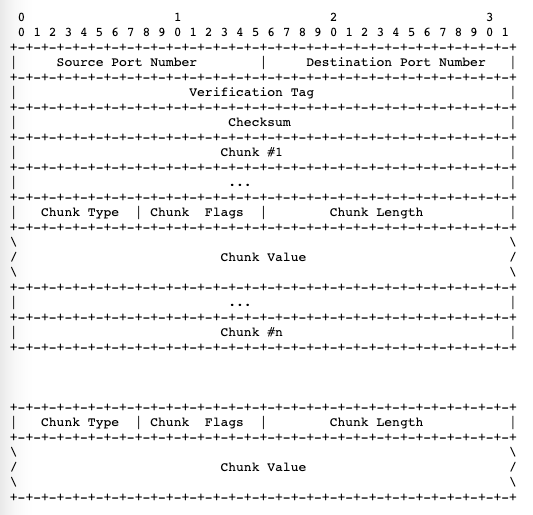 0                   1                   2                   3
 0 1 2 3 4 5 6 7 8 9 0 1 2 3 4 5 6 7 8 9 0 1 2 3 4 5 6 7 8 9 0 1
+-+-+-+-+-+-+-+-+-+-+-+-+-+-+-+-+-+-+-+-+-+-+-+-+-+-+-+-+-+-+-+-+
|     Source Port Number        |     Destination Port Number   |
+-+-+-+-+-+-+-+-+-+-+-+-+-+-+-+-+-+-+-+-+-+-+-+-+-+-+-+-+-+-+-+-+
|                      Verification Tag                         |
+-+-+-+-+-+-+-+-+-+-+-+-+-+-+-+-+-+-+-+-+-+-+-+-+-+-+-+-+-+-+-+-+
|                           Checksum                            |
+-+-+-+-+-+-+-+-+-+-+-+-+-+-+-+-+-+-+-+-+-+-+-+-+-+-+-+-+-+-+-+-+
|                          Chunk #1                             |
+-+-+-+-+-+-+-+-+-+-+-+-+-+-+-+-+-+-+-+-+-+-+-+-+-+-+-+-+-+-+-+-+
|                           ...                                 |
+-+-+-+-+-+-+-+-+-+-+-+-+-+-+-+-+-+-+-+-+-+-+-+-+-+-+-+-+-+-+-+-+
|   Chunk Type  | Chunk  Flags  |        Chunk Length           |
+-+-+-+-+-+-+-+-+-+-+-+-+-+-+-+-+-+-+-+-+-+-+-+-+-+-+-+-+-+-+-+-+
\                                                               \
/                          Chunk Value                          /
\                                                               \
+-+-+-+-+-+-+-+-+-+-+-+-+-+-+-+-+-+-+-+-+-+-+-+-+-+-+-+-+-+-+-+-+
|                           ...                                 |
+-+-+-+-+-+-+-+-+-+-+-+-+-+-+-+-+-+-+-+-+-+-+-+-+-+-+-+-+-+-+-+-+
|                          Chunk #n                             |
+-+-+-+-+-+-+-+-+-+-+-+-+-+-+-+-+-+-+-+-+-+-+-+-+-+-+-+-+-+-+-+-+
+-+-+-+-+-+-+-+-+-+-+-+-+-+-+-+-+-+-+-+-+-+-+-+-+-+-+-+-+-+-+-+-+
|   Chunk Type  | Chunk  Flags  |        Chunk Length           |
+-+-+-+-+-+-+-+-+-+-+-+-+-+-+-+-+-+-+-+-+-+-+-+-+-+-+-+-+-+-+-+-+
\                                                               \
/                          Chunk Value                          /
\                                                               \
+-+-+-+-+-+-+-+-+-+-+-+-+-+-+-+-+-+-+-+-+-+-+-+-+-+-+-+-+-+-+-+-+